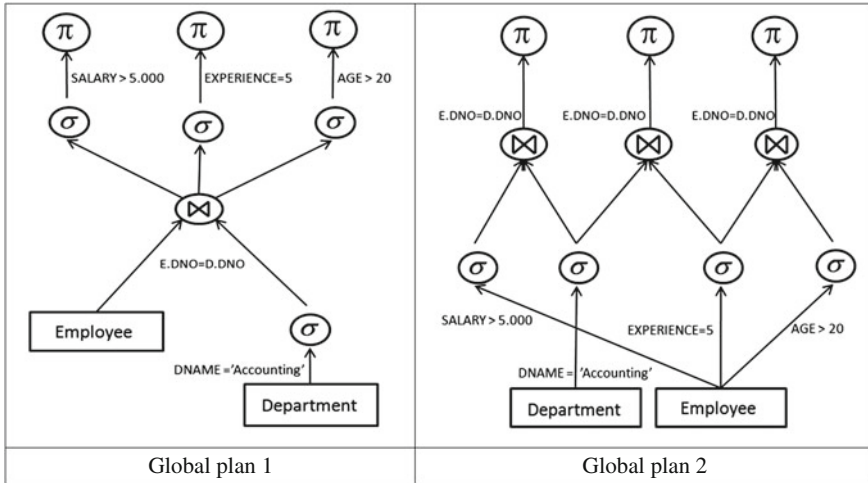 π π π
SALARY > 5.000 EXPERIENCE=5 AGE > 20
σ σ σ
⋈
E.DNO=D.DNO
Employee
σ
DNAME ='Accounting'
Department
Global plan 1
π π π
E.DNO=D.DNO E.DNO=D.DNO E.DNO=D.DNO
⋈ ⋈ ⋈
σ σ σ σ
SALARY > 5.000 EXPERIENCE=5 AGE > 20
DNAME = 'Accounting'
Department Employee
Global plan 2